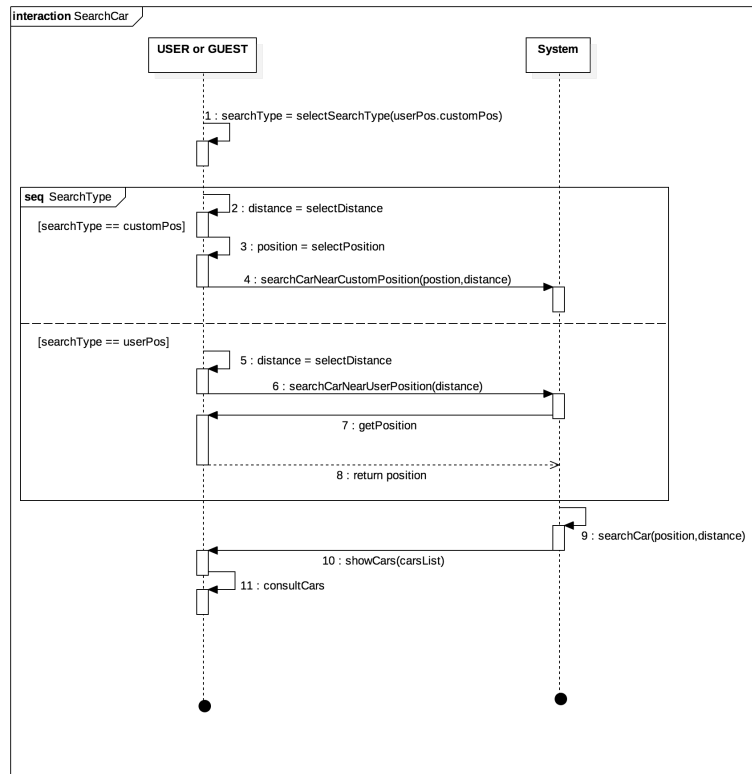 interaction SearchCar
USER or GUEST
System
1 : searchType = selectSearchType(userPos.customPos)
seq SearchType
2 : distance = selectDistance
[searchType == customPos]
3 : position = selectPosition
4 : searchCarNearCustomPosition(postion,distance)
[searchType == userPos]
5 : distance = selectDistance
6 : searchCarNearUserPosition(distance)
7 : getPosition
8 : return position
9 : searchCar(position,distance)
10 : showCars(carsList)
11 : consultCars